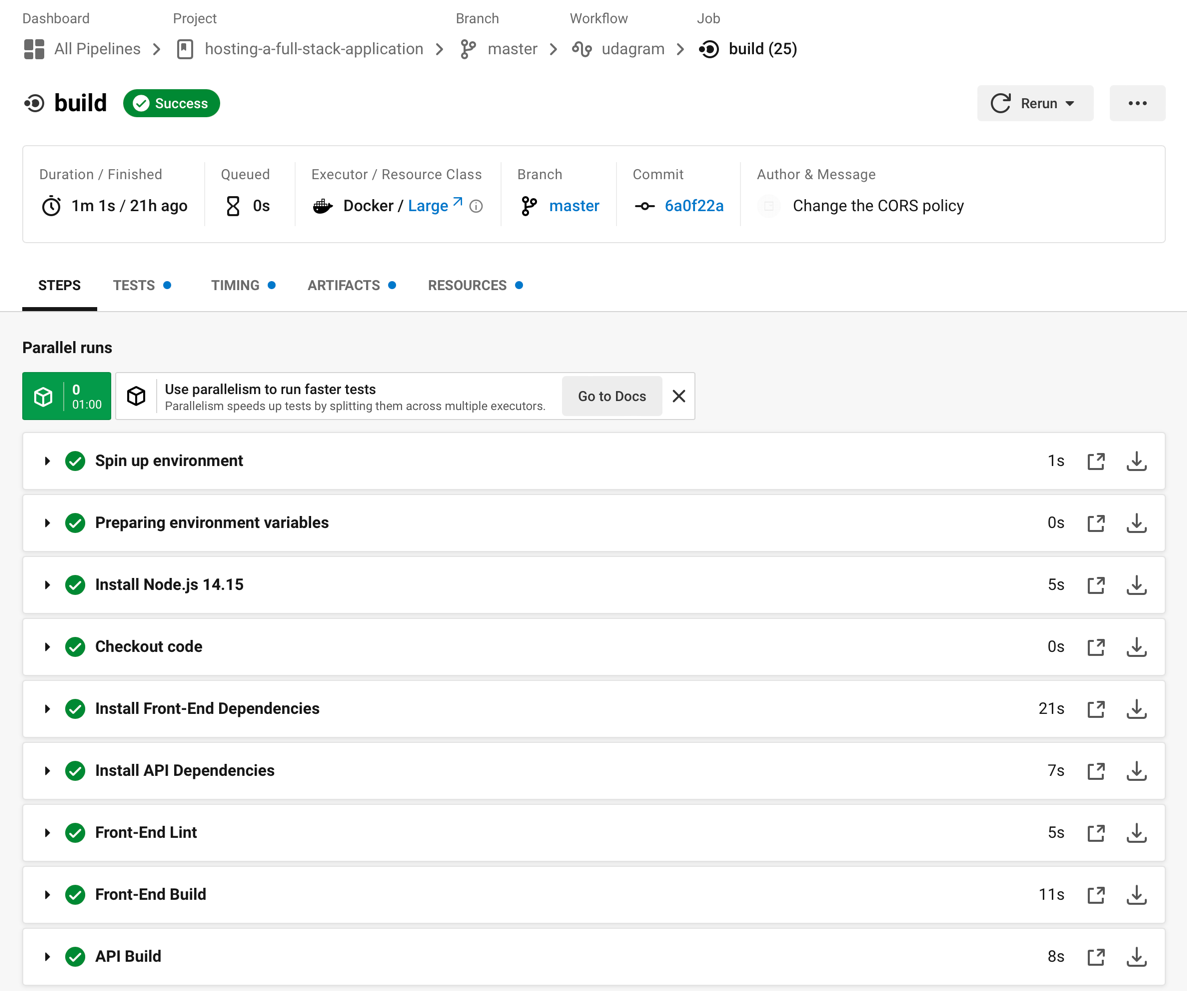 Dashboard Project Branch Workflow Job
All Pipelines hosting-a-full-stack-application master udagram build (25)
build Success Rerun
Duration / Finished Queued Executor / Resource Class Branch Commit Author & Message
1m 1s / 21h ago 0s Docker / Large master 6a0f22a Change the CORS policy
STEPS TESTS TIMING ARTIFACTS RESOURCES
Parallel runs
0
01:00
Use parallelism to run faster tests
Parallelism speeds up tests by splitting them across multiple executors.
Go to Docs
Spin up environment 1s
Preparing environment variables 0s
Install Node.js 14.15 5s
Checkout code 0s
Install Front-End Dependencies 21s
Install API Dependencies 7s
Front-End Lint 5s
Front-End Build 11s
API Build 8s